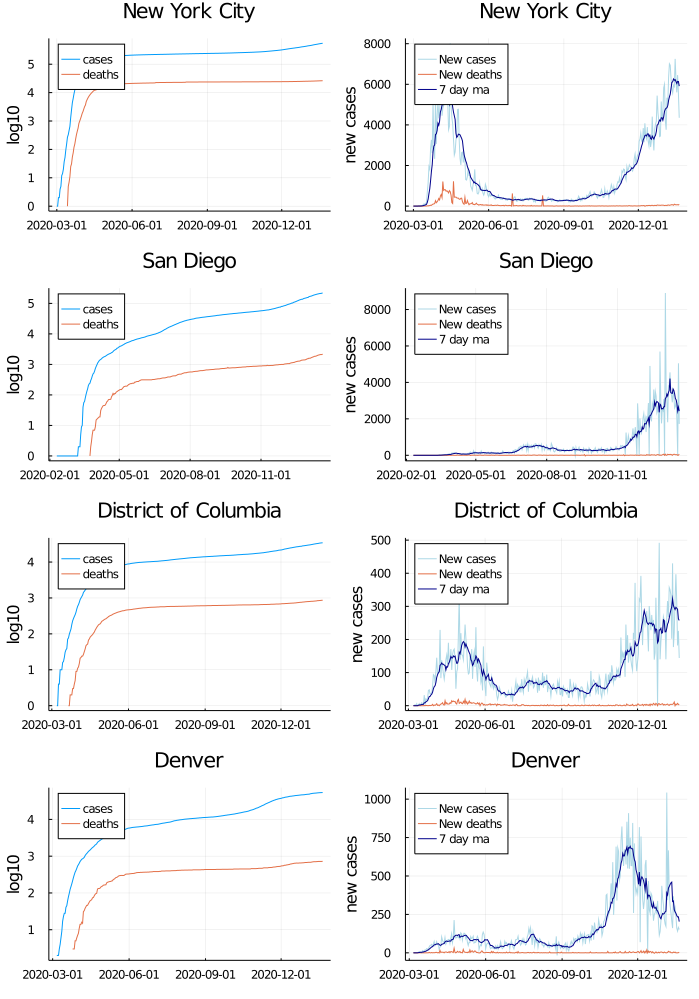 New York City
log10
5
4
3
2
1
0
cases
deaths
2020-03-01 2020-06-01 2020-09-01 2020-12-01
New York City
new cases
8000
6000
4000
2000
0
New cases
New deaths
7 day ma
2020-03-01 2020-06-01 2020-09-01 2020-12-01
San Diego
log10
5
4
3
2
1
0
cases
deaths
2020-02-01 2020-05-01 2020-08-01 2020-11-01
San Diego
new cases
8000
6000
4000
2000
0
New cases
New deaths
7 day ma
2020-02-01 2020-05-01 2020-08-01 2020-11-01
District of Columbia
log10
4
3
2
1
0
cases
deaths
2020-03-01 2020-06-01 2020-09-01 2020-12-01
District of Columbia
new cases
500
400
300
200
100
0
New cases
New deaths
7 day ma
2020-03-01 2020-06-01 2020-09-01 2020-12-01
Denver
log10
4
3
2
1
cases
deaths
2020-03-01 2020-06-01 2020-09-01 2020-12-01
Denver
new cases
1000
750
500
250
0
New cases
New deaths
7 day ma
2020-03-01 2020-06-01 2020-09-01 2020-12-01